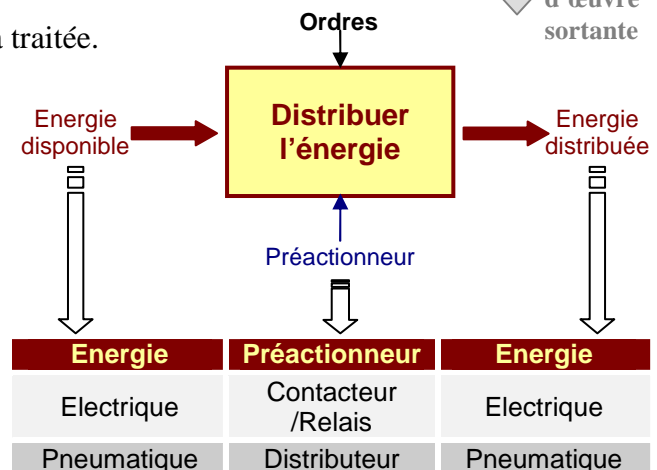 d'œuvre
sortante
traitée.
Ordres
Distribuer
l'énergie
Energie
disponible
Energie
distribuée
Préactionneur
Energie Préactionneur Energie
Electrique Contacteur
/Relais Electrique
Pneumatique Distributeur Pneumatique